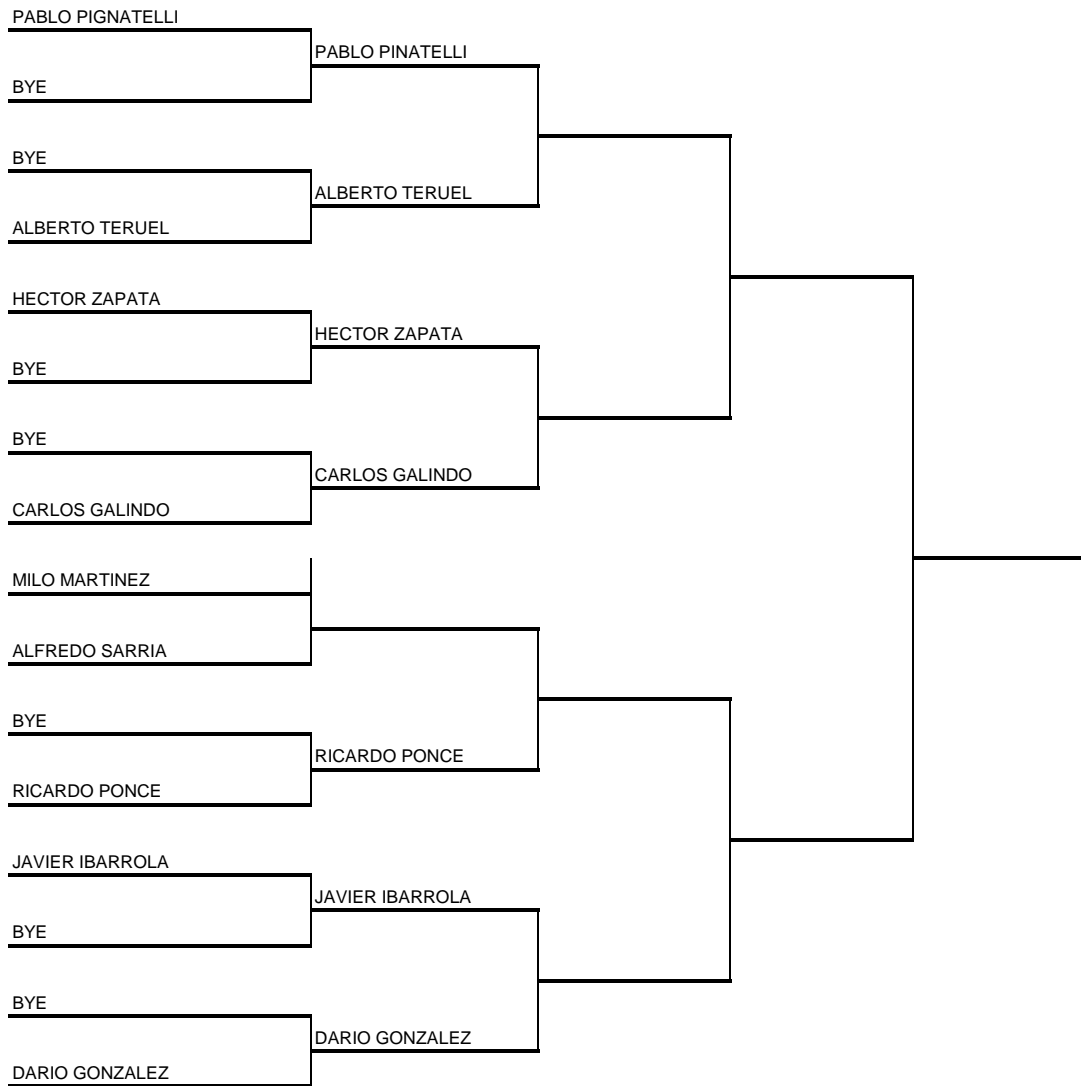 PABLO PIGNATELLI
PABLO PINATELLI
BYE
BYE
ALBERTO TERUEL
ALBERTO TERUEL
HECTOR ZAPATA
HECTOR ZAPATA
BYE
BYE
CARLOS GALINDO
CARLOS GALINDO
MILO MARTINEZ
ALFREDO SARRIA
BYE
RICARDO PONCE
RICARDO PONCE
JAVIER IBARROLA
JAVIER IBARROLA
BYE
BYE
DARIO GONZALEZ
DARIO GONZALEZ